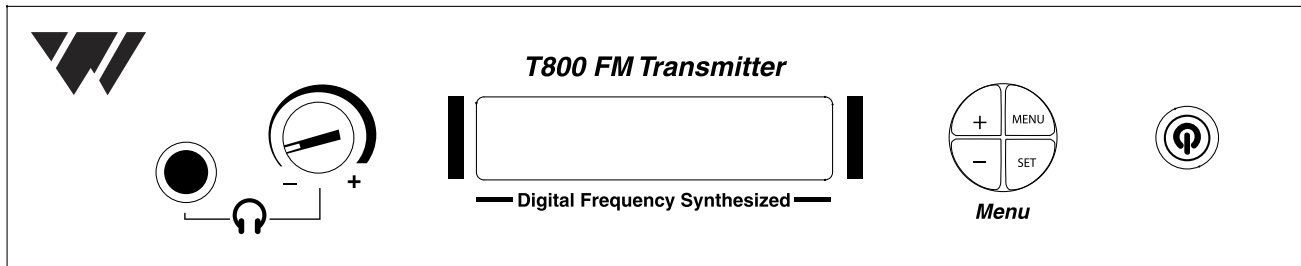 T800 FM Transmitter
+ MENU
− SET
− +
Digital Frequency Synthesized
Menu